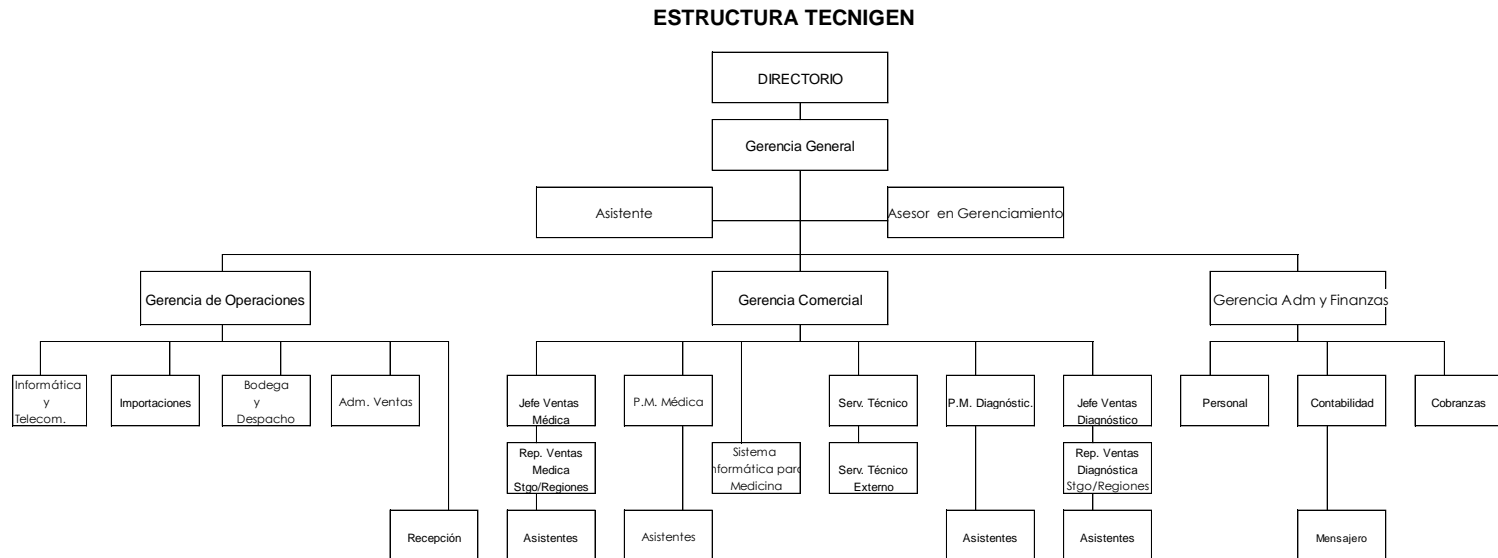 ESTRUCTURA TECNIGEN
DIRECTORIO
Gerencia General
Asistente
Asesor en Gerenciamiento
Gerencia de Operaciones
Gerencia Comercial
Gerencia Adm y Finanzas
Informática
y
Telecom.
Importaciones
Bodega
y
Despacho
Adm. Ventas
Jefe Ventas
Médica
P.M. Médica
Serv. Técnico
P.M. Diagnóstic.
Jefe Ventas
Diagnóstico
Personal
Contabilidad
Cobranzas
Rep. Ventas
Medica
Stgo/Regiones
Sistema
nformática para
Medicina
Serv. Técnico
Externo
Rep. Ventas
Diagnóstica
Stgo/Regiones
Recepción
Asistentes
Asistentes
Asistentes
Asistentes
Mensajero